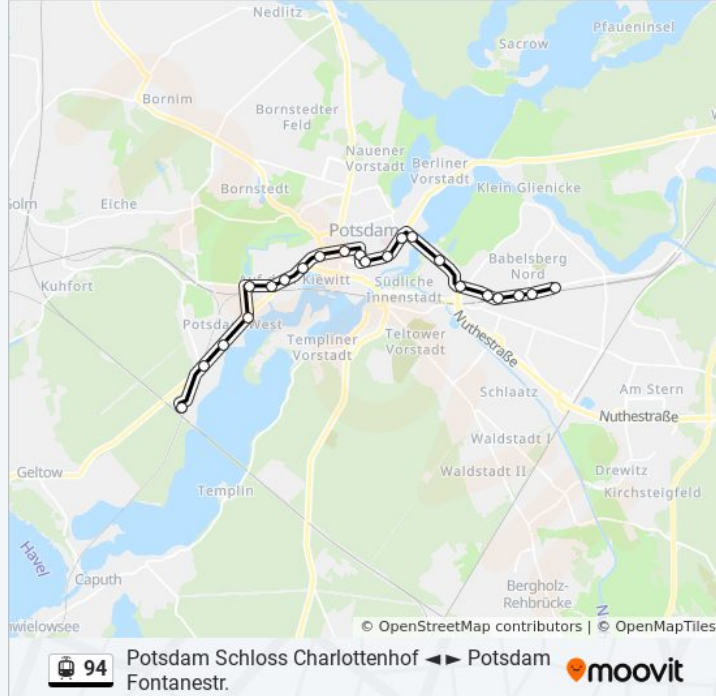 Nedlitz
Pfaueninsel
Sacrow
Bornim
Bornstedter
Feld
Nauener
Vorstadt
Berliner
Vorstadt
Bornstedt
Klein Glienicke
Golm
Eiche
Potsdam
Babelsberg
Nord
Kuhfort
Kiewitt
Südliche
Innenstadt
Potsdam West
Templiner
Vorstadt
Teltower
Vorstadt
Nuthestraße
Schlaatz
Am Stern
Nuthestraße
Waldstadt I
Geltow
Waldstadt II
Drewitz
Kirchsteigfeld
Templin
Havel
Caputh
Bergholz-
Rehbrücke
hwielowsee
© OpenStreetMap contributors | © OpenMapTiles
94 Potsdam Schloss Charlottenhof ◄ ► Potsdam
Fontanestr.
moovit